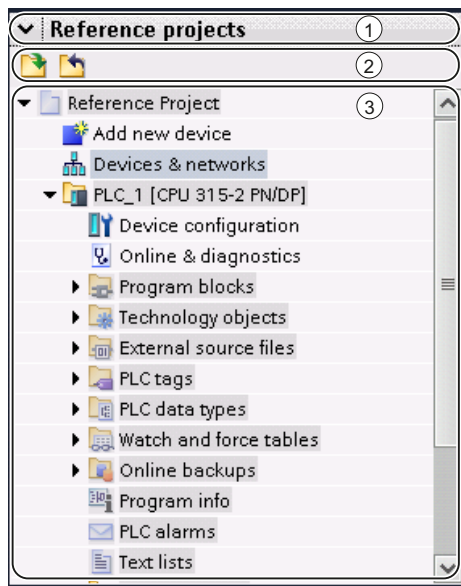 Reference projects 1
2
Reference Project 3
Add new device
Devices & networks
PLC_1 [CPU 315-2 PN/DP]
Device configuration
Online & diagnostics
Program blocks
Technology objects
External source files
PLC tags
PLC data types
Watch and force tables
Online backups
Program info
PLC alarms
Text lists